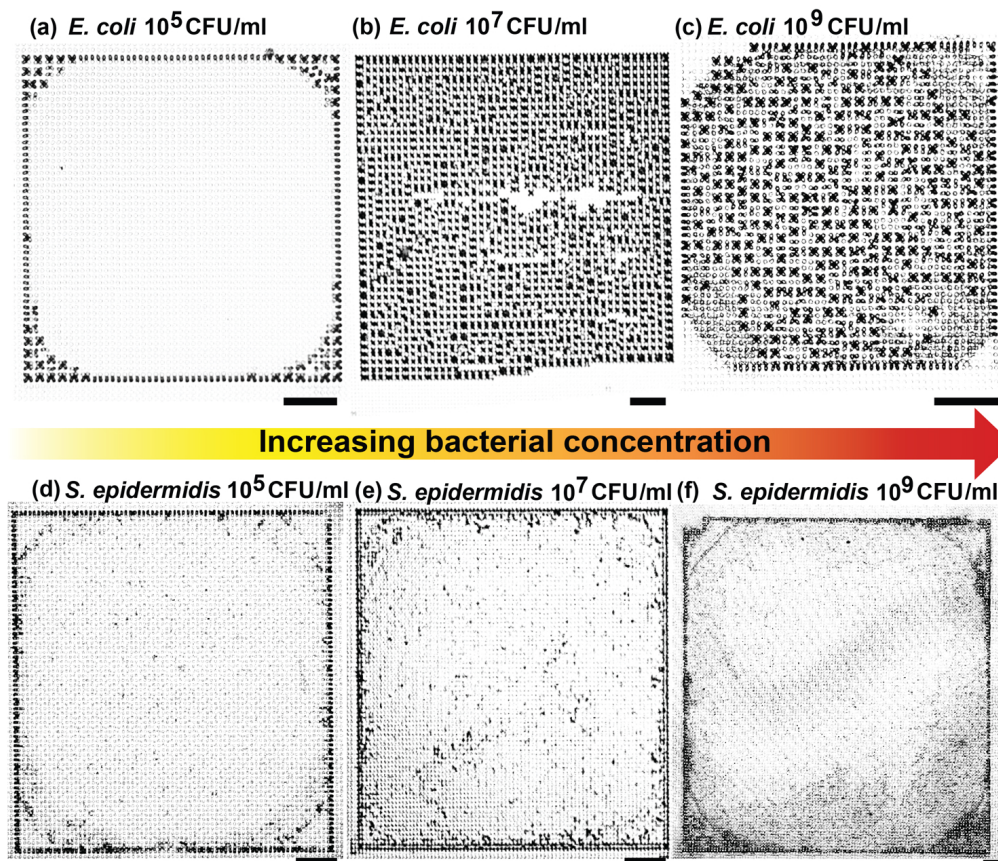 (a) E. coli 10⁵ CFU/ml
(b) E. coli 10⁷ CFU/ml
(c) E. coli 10⁹ CFU/ml
Increasing bacterial concentration
(d) S. epidermidis 10⁵ CFU/ml
(e) S. epidermidis 10⁷ CFU/ml
(f) S. epidermidis 10⁹ CFU/ml